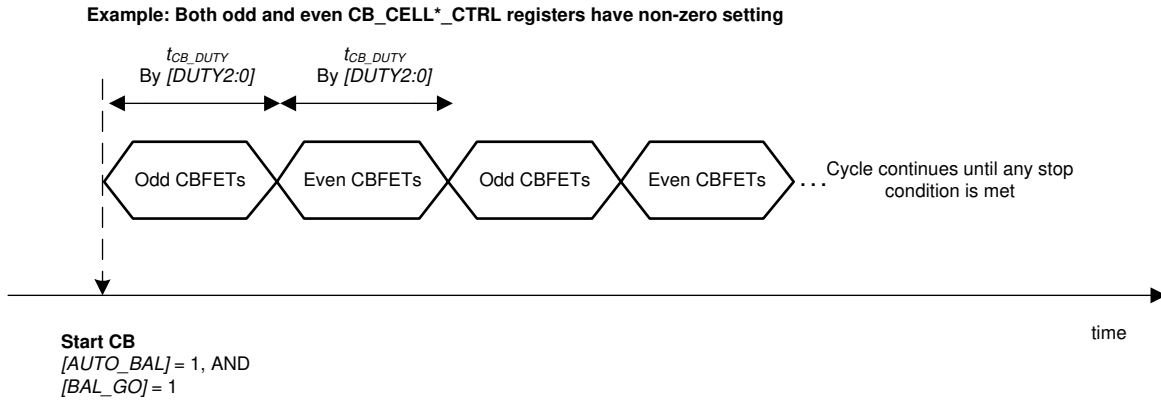 Example: Both odd and even CB_CELL*_CTRL registers have non-zero setting
tCB_DUTY
By [DUTY2:0]
tCB_DUTY
By [DUTY2:0]
Odd CBFETs
Even CBFETs
Odd CBFETs
Even CBFETs
...
Cycle continues until any stop
condition is met
time
Start CB
[AUTO_BAL] = 1, AND
[BAL_GO] = 1